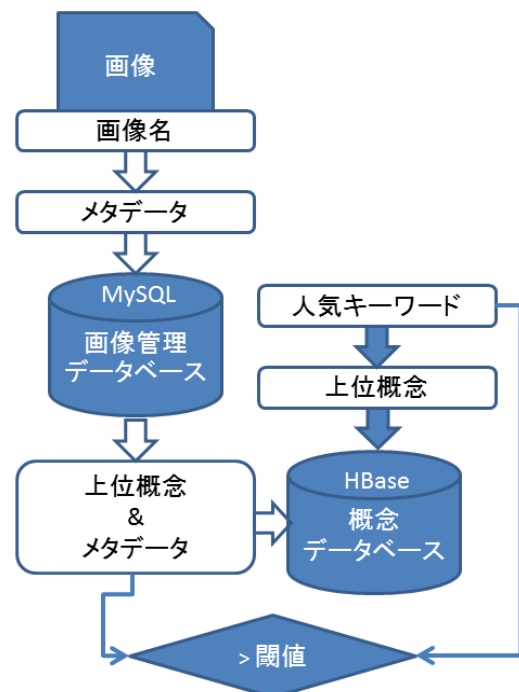 画像
画像名
メタデータ
MySQL
画像管理
データベース
人気キーワード
上位概念
上位概念
&
メタデータ
HBase
概念
データベース
> 閾値